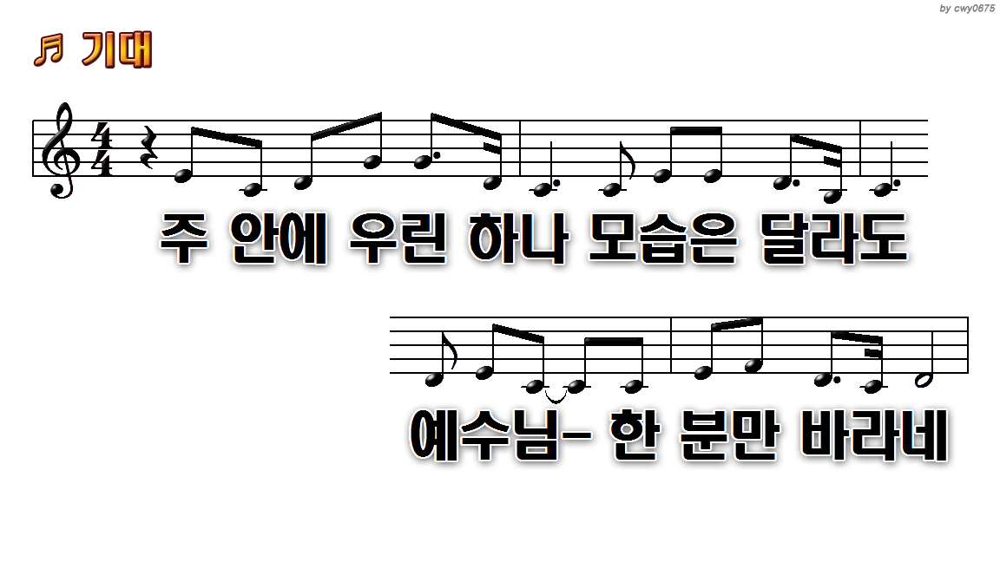 by cwy0675
♬ 기대
주 안에 우린 하나 모습은 달라도
예수님- 한 분만 바라네